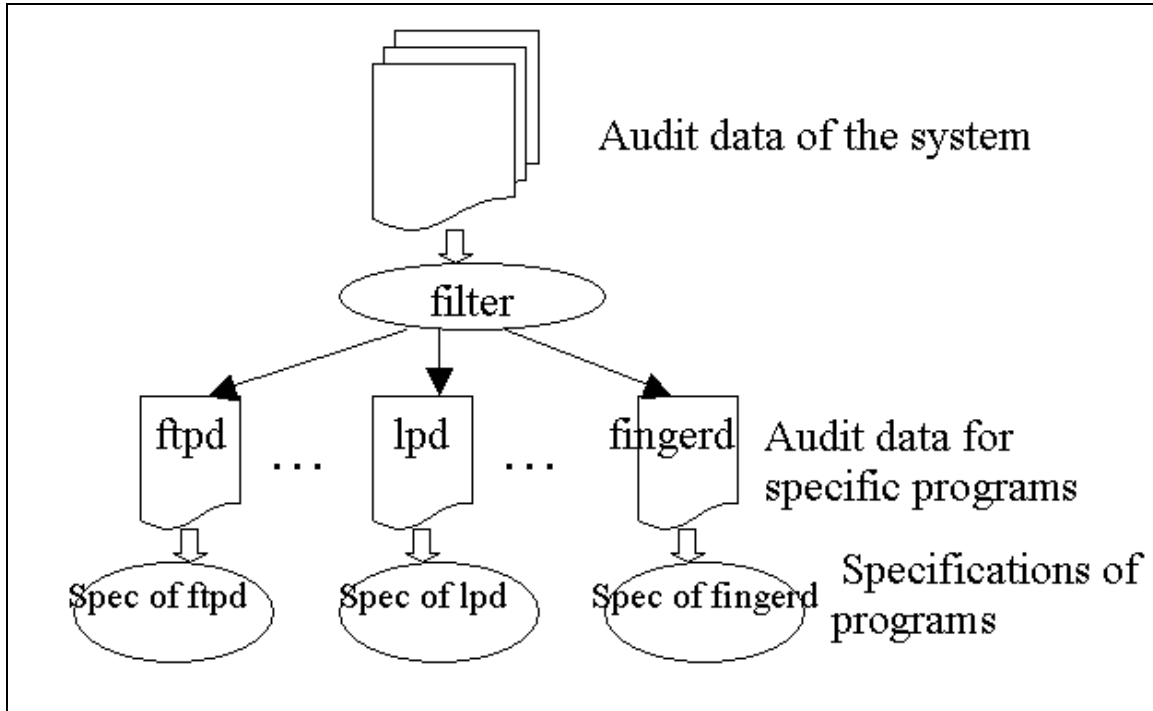 Audit data of the system
filter
ftpd
lpd
fingerd
...
...
Audit data for
specific programs
Spec of ftpd
Spec of lpd
Spec of fingerd
Specifications of
programs